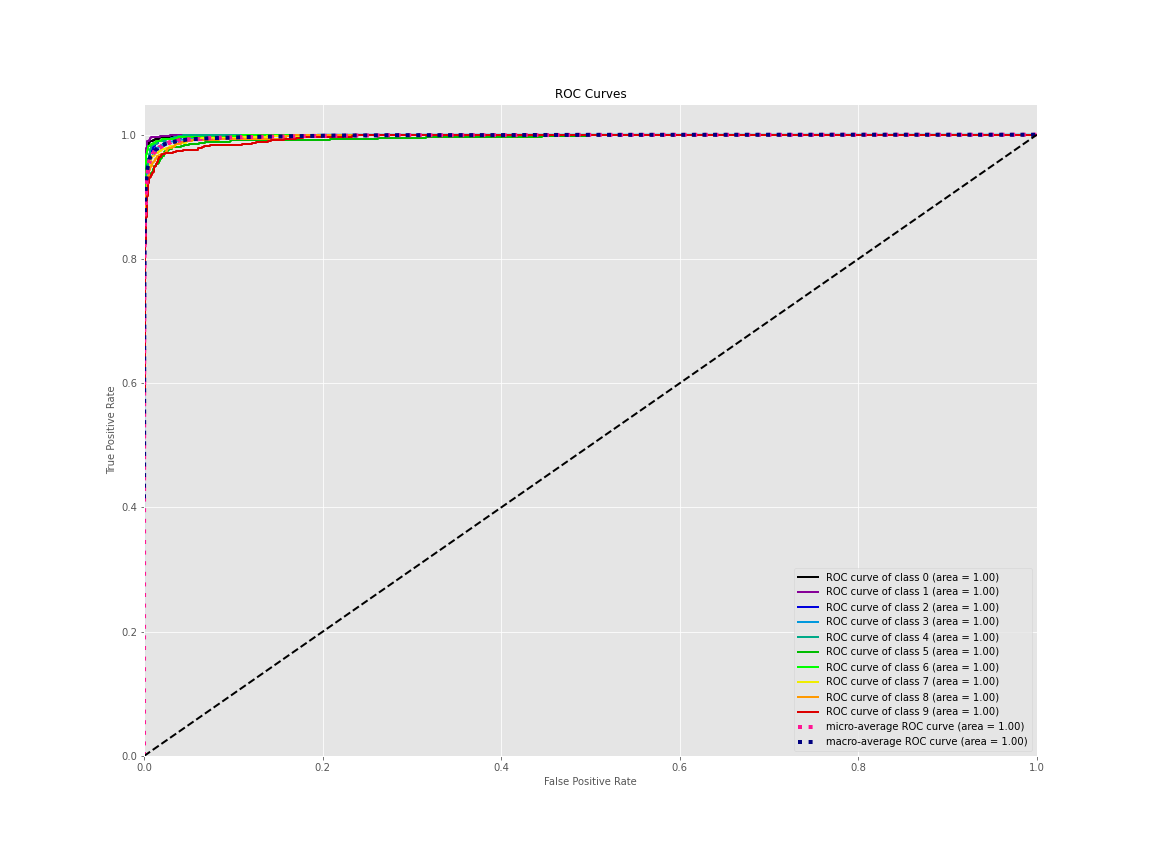 ROC Curves
1.0
0.8
0.6
0.4
0.2
0.0
True Positive Rate
0.0 0.2 0.4 0.6 0.8 1.0
False Positive Rate
ROC curve of class 0 (area = 1.00)
ROC curve of class 1 (area = 1.00)
ROC curve of class 2 (area = 1.00)
ROC curve of class 3 (area = 1.00)
ROC curve of class 4 (area = 1.00)
ROC curve of class 5 (area = 1.00)
ROC curve of class 6 (area = 1.00)
ROC curve of class 7 (area = 1.00)
ROC curve of class 8 (area = 1.00)
ROC curve of class 9 (area = 1.00)
micro-average ROC curve (area = 1.00)
macro-average ROC curve (area = 1.00)